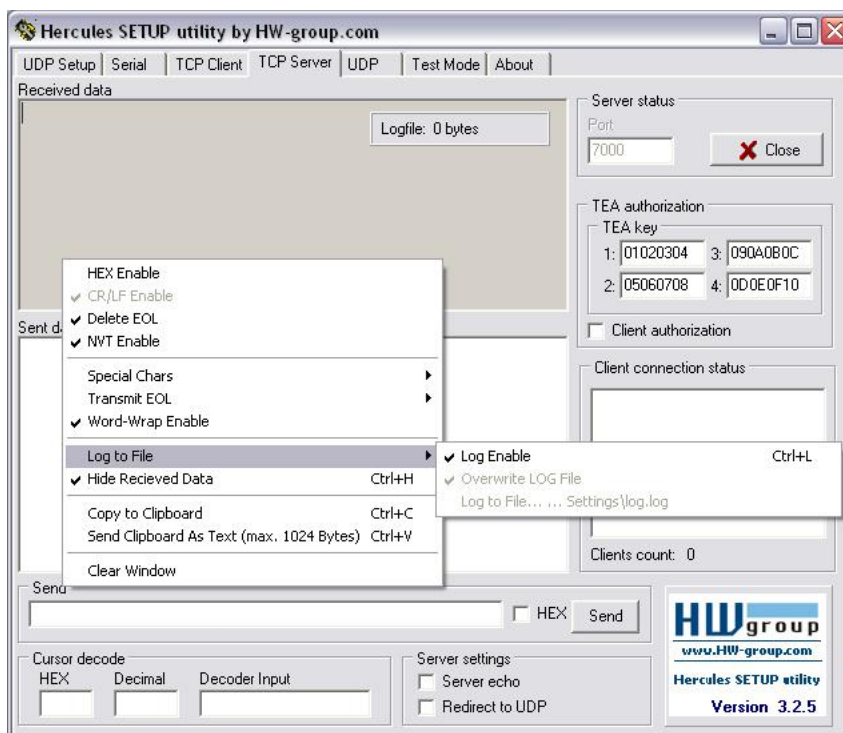 Hercules SETUP utility by HW-group.com
UDP Setup
Serial
TCP Client
TCP Server
UDP
Test Mode
About
Received data
Logfile: 0 bytes
Server status
Port
7000
Close
TEA authorization
TEA key
1: 01020304
3: 090A0B0C
2: 05060708
4: 0D0E0F10
Client authorization
HEX Enable
CR/LF Enable
Delete EOL
NVT Enable
Special Chars
Transmit EOL
Word-Wrap Enable
Log to File
Hide Recieved Data Ctrl+H
Copy to Clipboard Ctrl+C
Send Clipboard As Text (max. 1024 Bytes) Ctrl+V
Clear Window
Log Enable Ctrl+L
Overwrite LOG File
Log to File... ... Settings\log.log
Sent d
Client connection status
Clients count: 0
Send
HEX
Send
Cursor decode
HEX
Decimal
Decoder Input
Server settings
Server echo
Redirect to UDP
HWgroup
www.HW-group.com
Hercules SETUP utility
Version 3.2.5